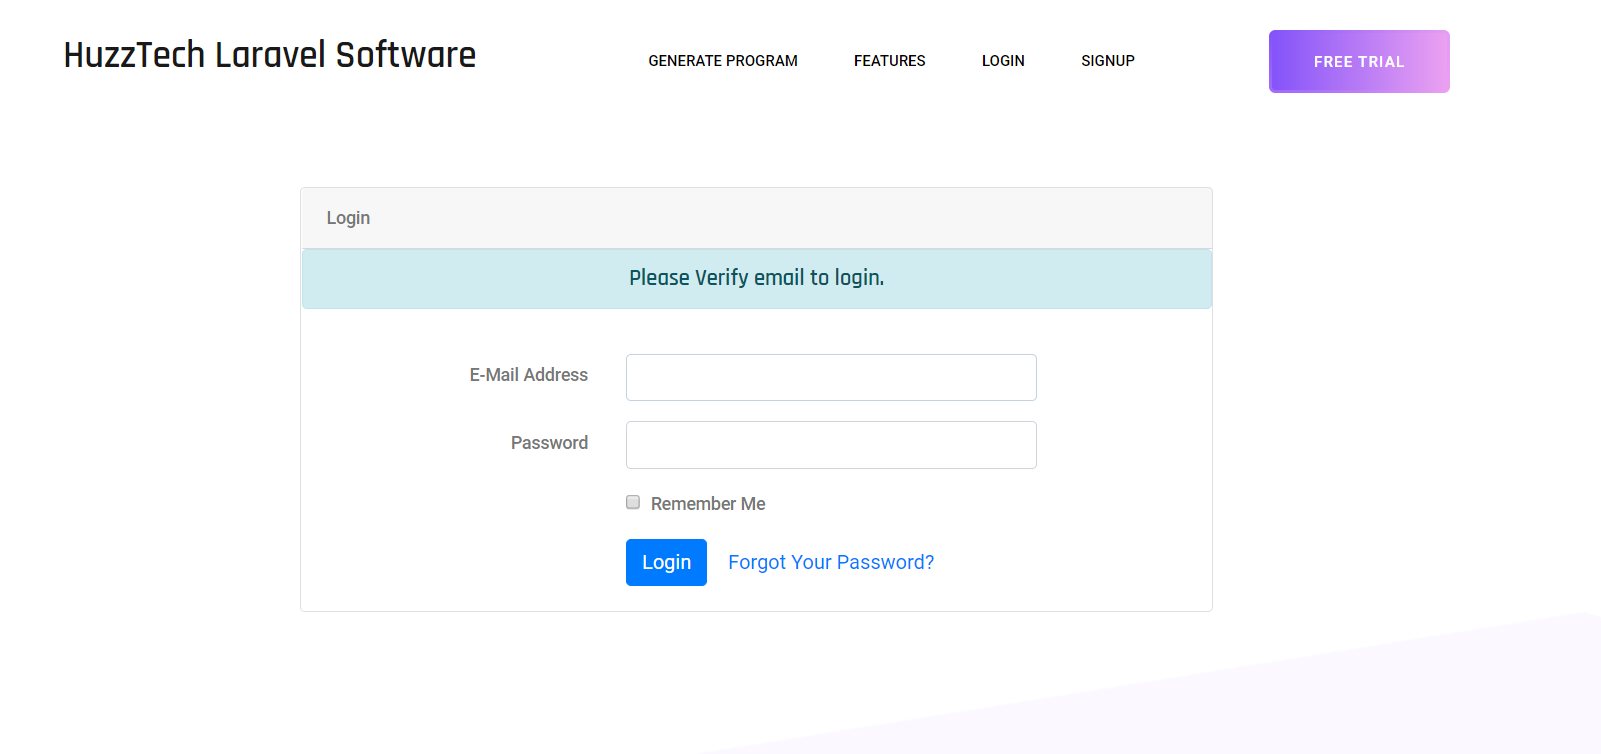 HuzzTech Laravel Software
GENERATE PROGRAM FEATURES LOGIN SIGNUP
FREE TRIAL
Login
Please Verify email to login.
E-Mail Address
Password
Remember Me
Login Forgot Your Password?